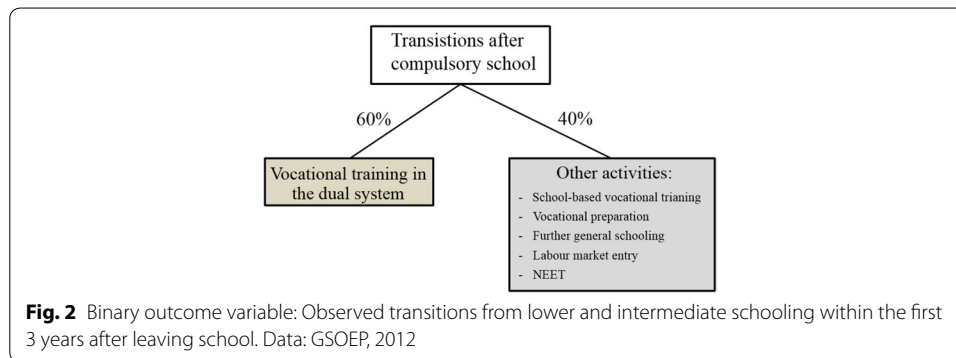 Transistions after
compulsory school
60%
40%
Vocational training in
the dual system
Other activities:
- School-based vocational trianing
- Vocational preparation
- Further general schooling
- Labour market entry
- NEET
Fig. 2 Binary outcome variable: Observed transitions from lower and intermediate schooling within the first
3 years after leaving school. Data: GSOEP, 2012